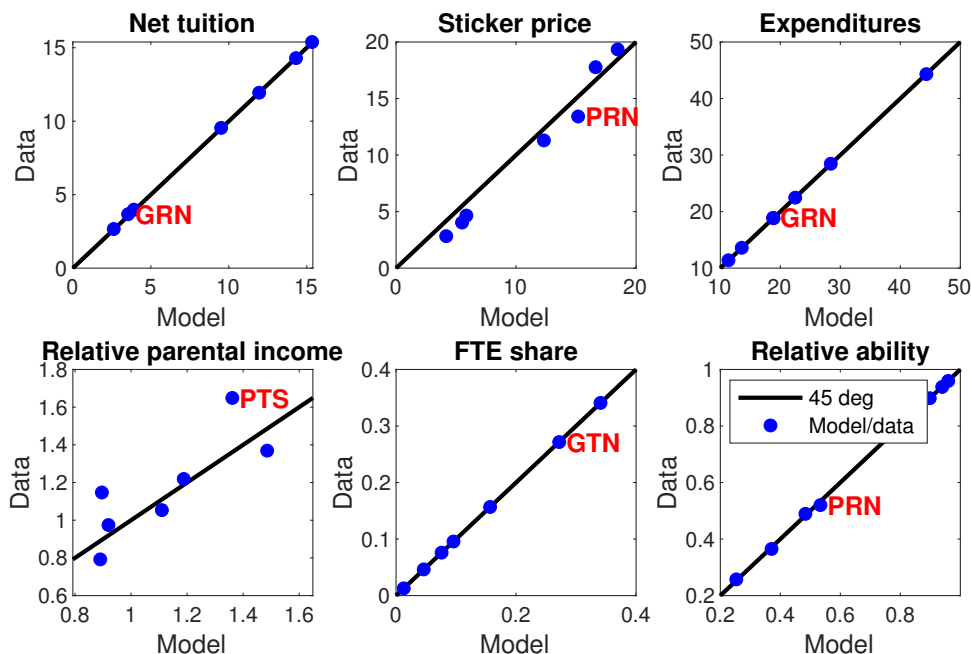 Net tuition
15
10
5
0
0
5
10
15
Data
Model
GRN
Sticker price
20
15
10
5
0
0
10
20
Data
Model
PRN
Expenditures
50
40
30
20
10
10
20
30
40
50
Data
Model
GRN
Relative parental income
1.8
1.6
1.4
1.2
1
0.8
0.6
0.8
1
1.2
1.4
1.6
Data
Model
PTS
FTE share
0.4
0.3
0.2
0.1
0
0
0.2
0.4
Data
Model
GTN
Relative ability
1
0.8
0.6
0.4
0.2
0.2
0.4
0.6
0.8
Data
Model
45 deg
Model/data
PRN